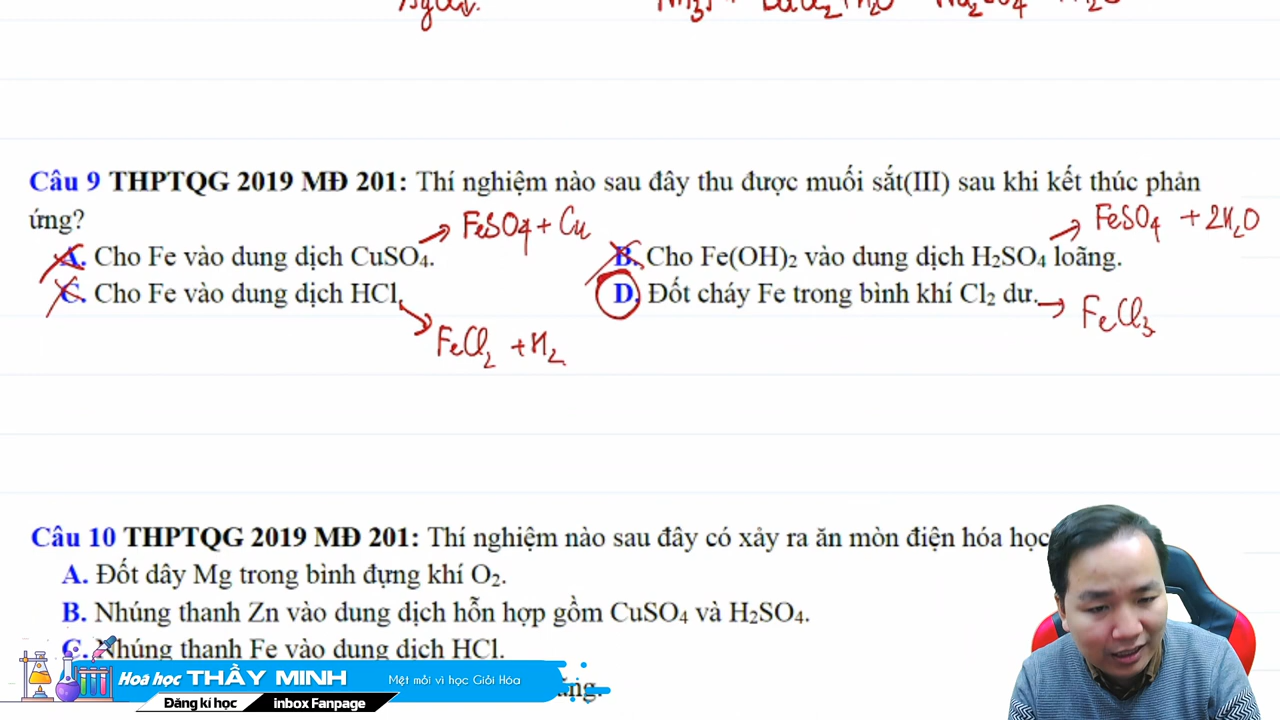 Câu 9 THPTQG 2019 MĐ 201: Thí nghiệm nào sau đây thu được muối sắt(III) sau khi kết thúc phản
ứng?
FeSO4 + Cu
FeSO4 + 2H2O
A. Cho Fe vào dung dịch CuSO4.
B. Cho Fe(OH)2 vào dung dịch H2SO4 loãng.
C. Cho Fe vào dung dịch HCl.
D. Đốt cháy Fe trong bình khí Cl2 dư.
FeCl3
FeCl2 + H2
Câu 10 THPTQG 2019 MĐ 201: Thí nghiệm nào sau đây có xảy ra ăn mòn điện hóa học
A. Đốt dây Mg trong bình đựng khí O2.
B. Nhúng thanh Zn vào dung dịch hỗn hợp gồm CuSO4 và H2SO4.
C. Nhúng thanh Fe vào dung dịch HCl.
Hoa học THẦY MINH
Mệt mỏi vì học Giỏi Hóa
Đăng kí học
inbox Fanpage